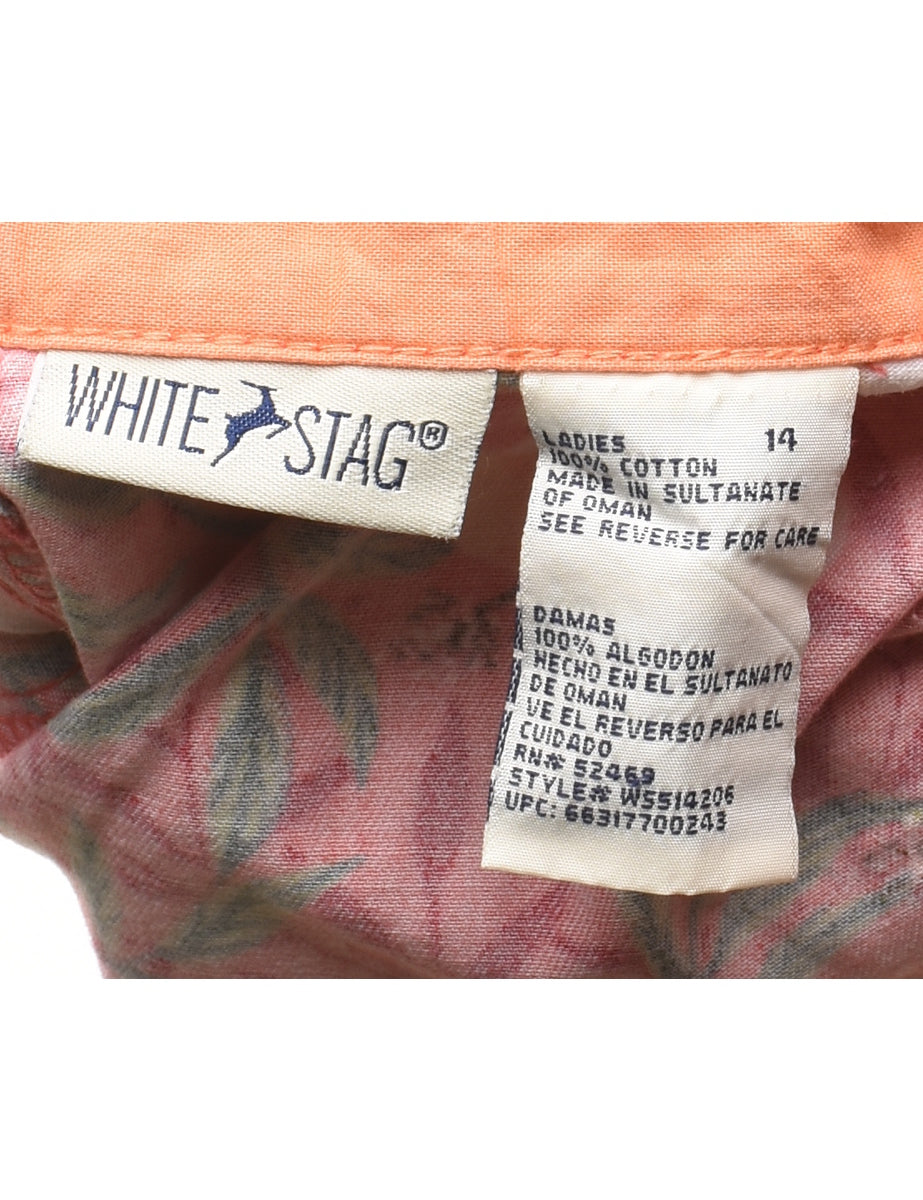 WHITE STAG®
LADIES 14
100% COTTON
MADE IN SULTANATE
OF OMAN
SEE REVERSE FOR CARE
DAMAS
100% ALGODON
HECHO EN EL SULTANATO
DE OMAN
VE EL REVERSO PARA EL
CUIDADO
RN# 52469
STYLE# WS514206
UPC: 66317700243